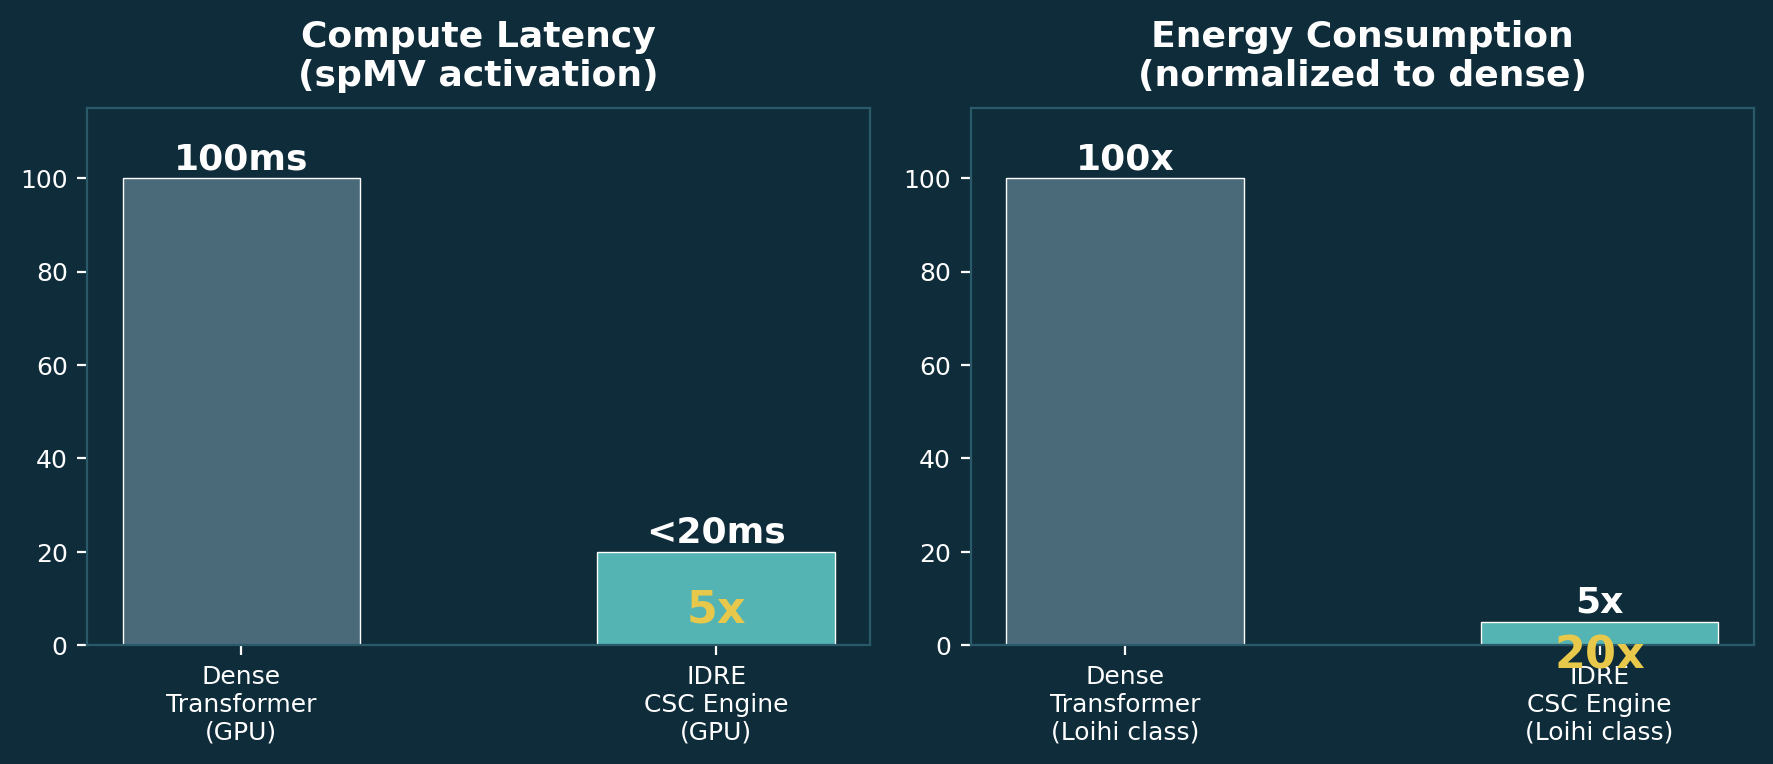 Compute Latency
(spMV activation)
100ms
100
80
60
40
20
0
<20ms
5x
Dense
Transformer
(GPU)
IDRE
CSC Engine
(GPU)
Energy Consumption
(normalized to dense)
100x
100
80
60
40
20
0
5x
20x
Dense
Transformer
(Loihi class)
IDRE
CSC Engine
(Loihi class)